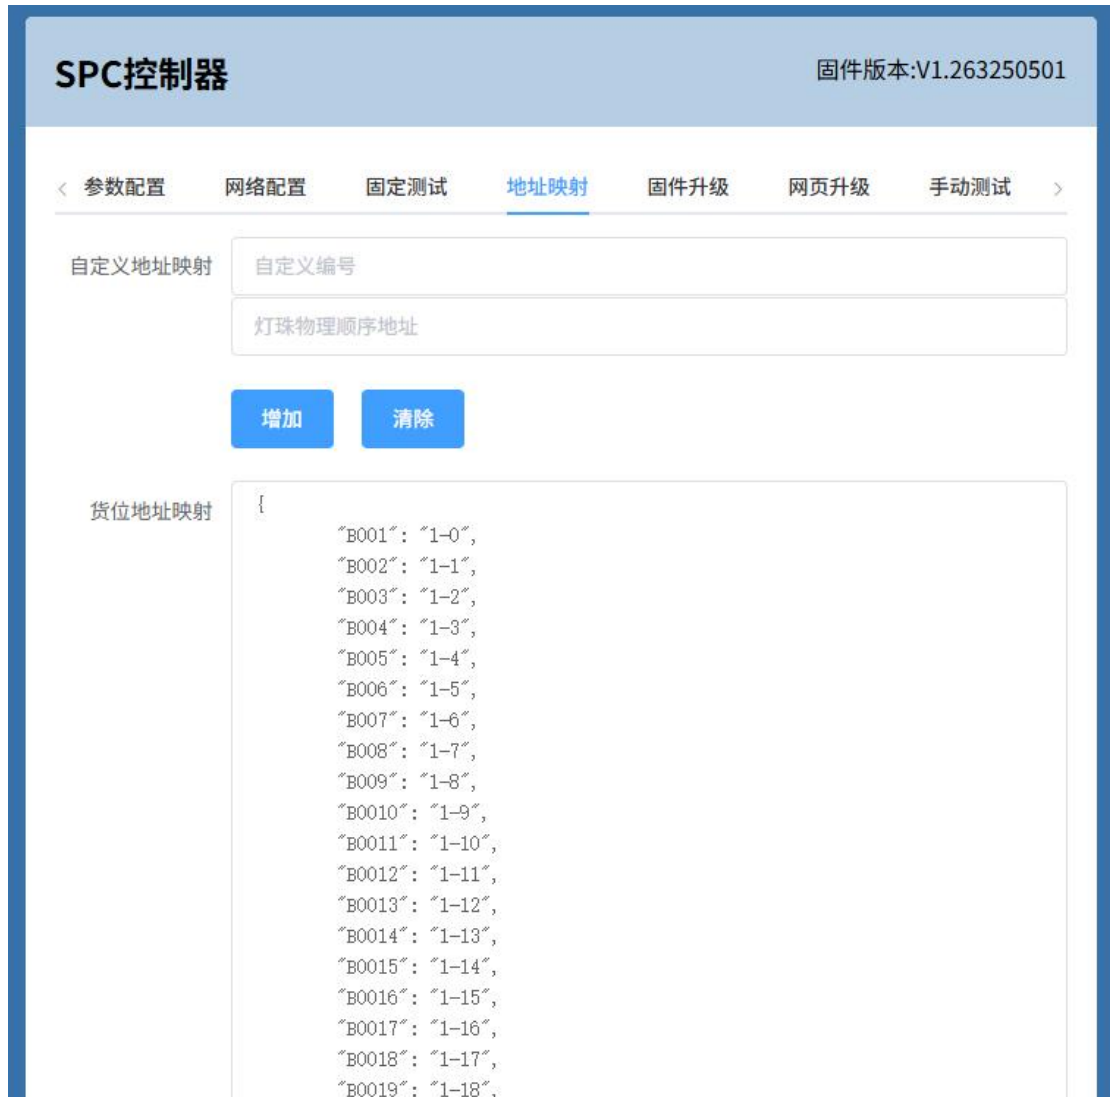 SPC控制器
固件版本:V1.263250501
参数配置 网络配置 固定测试 地址映射 固件升级 网页升级 手动测试
自定义地址映射
自定义编号
灯珠物理顺序地址
增加 清除
货位地址映射
{
"B001": "1-0",
"B002": "1-1",
"B003": "1-2",
"B004": "1-3",
"B005": "1-4",
"B006": "1-5",
"B007": "1-6",
"B008": "1-7",
"B009": "1-8",
"B0010": "1-9",
"B0011": "1-10",
"B0012": "1-11",
"B0013": "1-12",
"B0014": "1-13",
"B0015": "1-14",
"B0016": "1-15",
"B0017": "1-16",
"B0018": "1-17",
"B0019": "1-18",